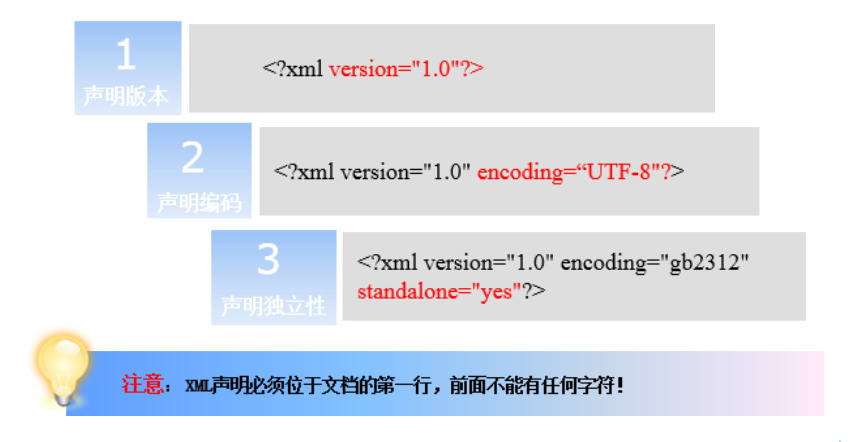 1
声明版本
<?xml version="1.0"?>
2
声明编码
<?xml version="1.0" encoding=“UTF-8"?>
3
声明独立性
<?xml version="1.0" encoding="gb2312"
standalone="yes"?>
注意：XML声明必须位于文档的第一行，前面不能有任何字符！